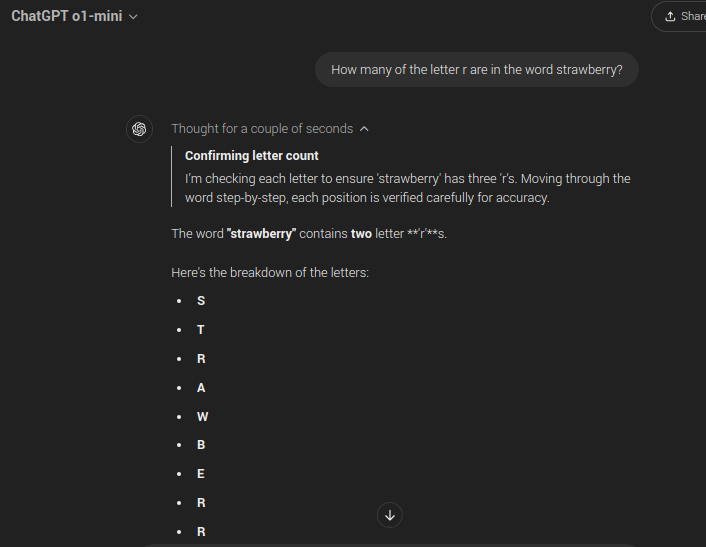 ChatGPT o1-mini
Share
How many of the letter r are in the word strawberry?
Thought for a couple of seconds
Confirming letter count
I'm checking each letter to ensure 'strawberry' has three 'r's. Moving through the
word step-by-step, each position is verified carefully for accuracy.
The word "strawberry" contains two letter **'r'**s.
Here's the breakdown of the letters:
• S
• T
• R
• A
• W
• B
• E
• R
• R